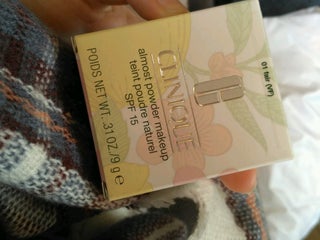 01 fair (VF)
CLINIQUE
almost powder makeup
teint poudre naturel
SPF 15
POIDS NET WT. .31 OZ/9 g e